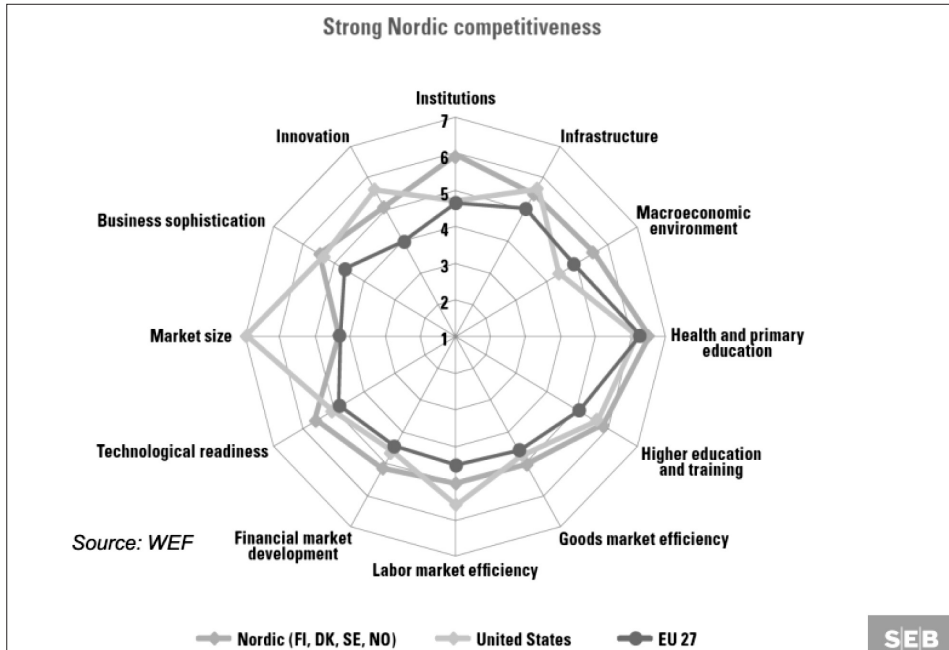 Strong Nordic competitiveness
Institutions
7
6
5
4
3
2
1
Infrastructure
Macroeconomic
environment
Health and primary
education
Higher education
and training
Goods market efficiency
Labor market efficiency
Financial market
development
Technological readiness
Market size
Business sophistication
Innovation
Source: WEF
Nordic (FI, DK, SE, NO) United States EU 27
SEB